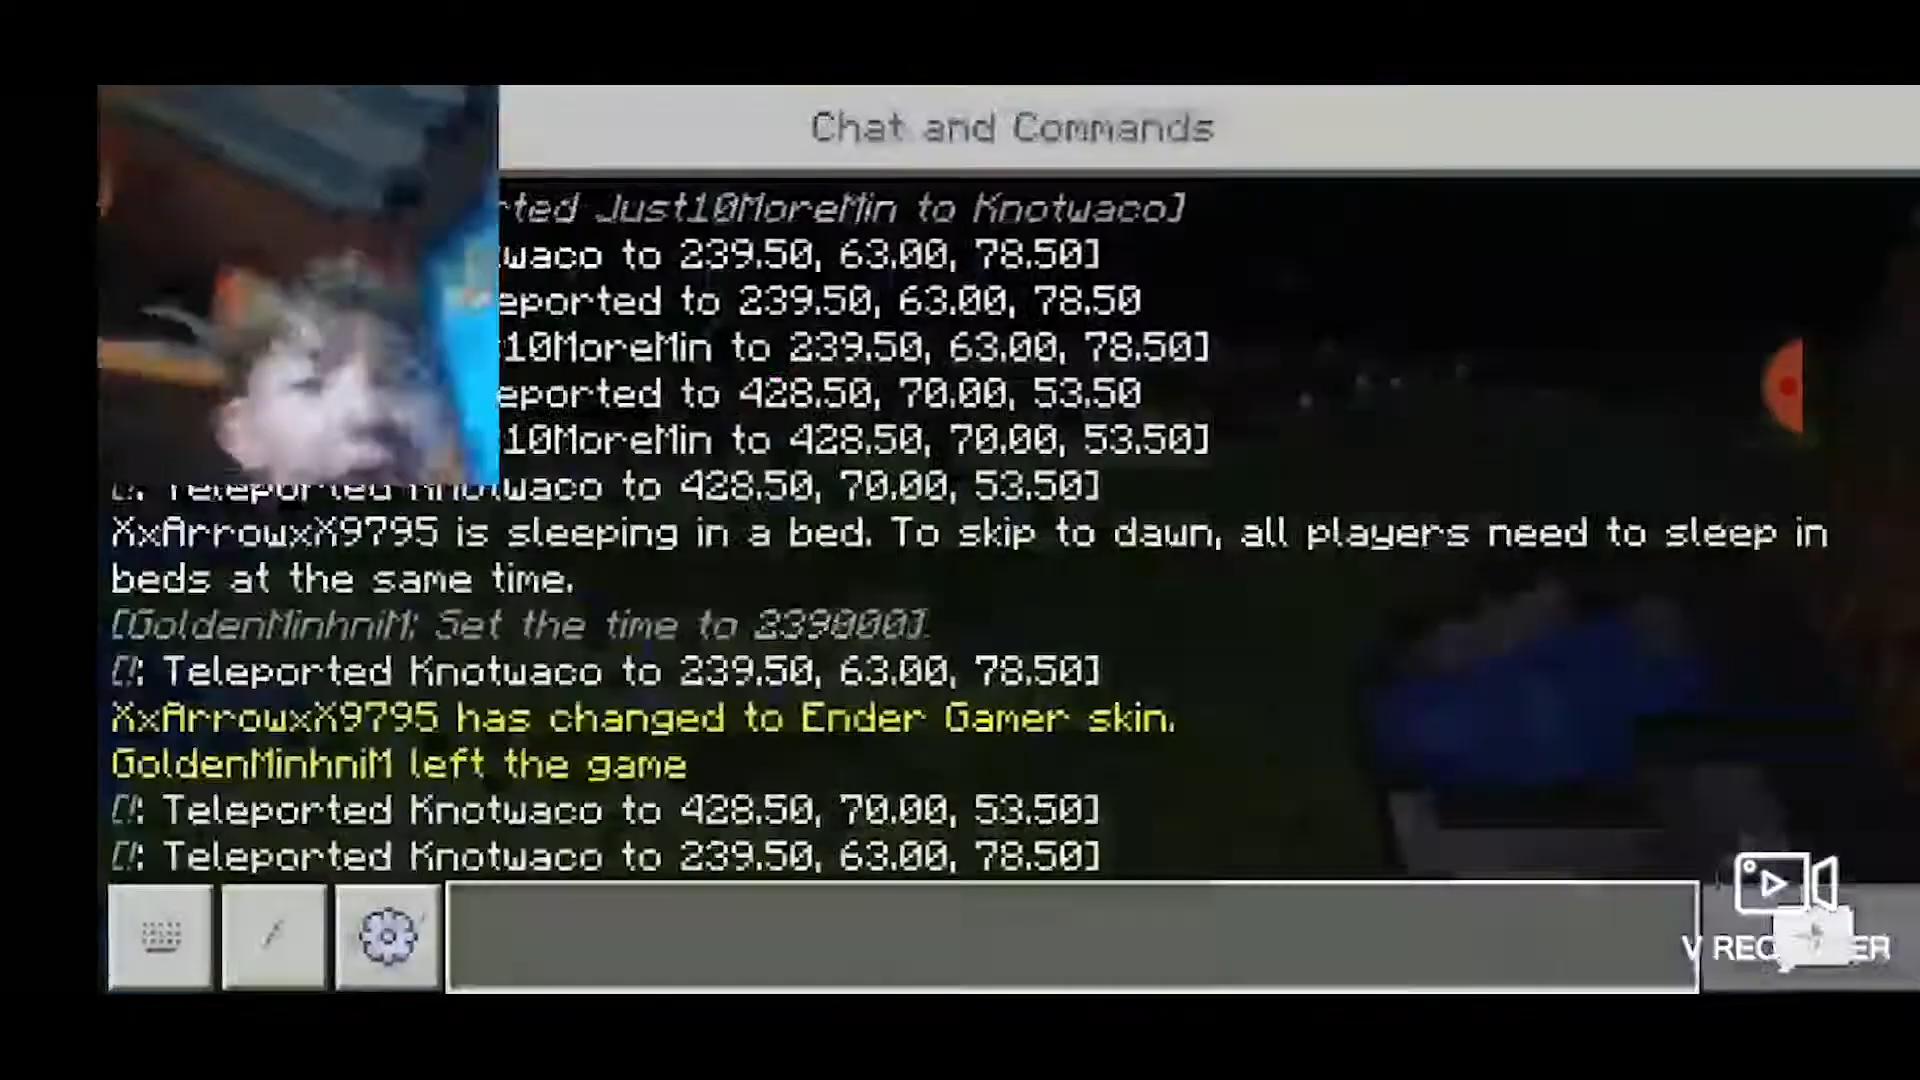 Chat and Commands
rted Just10MoreMin to Knotwaco]
waco to 239.50, 63.00, 78.50]
eported to 239.50, 63.00, 78.50
10MoreMin to 239.50, 63.00, 78.50]
eported to 428.50, 70.00, 53.50
10MoreMin to 428.50, 70.00, 53.50]
[!: Teleported Knotwaco to 428.50, 70.00, 53.50]
XxArrowxX9795 is sleeping in a bed. To skip to dawn, all players need to sleep in
beds at the same time.
[GoldenMinhniM: Set the time to 239000]
[!: Teleported Knotwaco to 239.50, 63.00, 78.50]
XxArrowxX9795 has changed to Ender Gamer skin.
GoldenMinhniM left the game
[!: Teleported Knotwaco to 428.50, 70.00, 53.50]
[!: Teleported Knotwaco to 239.50, 63.00, 78.50]
/
V RECORDER